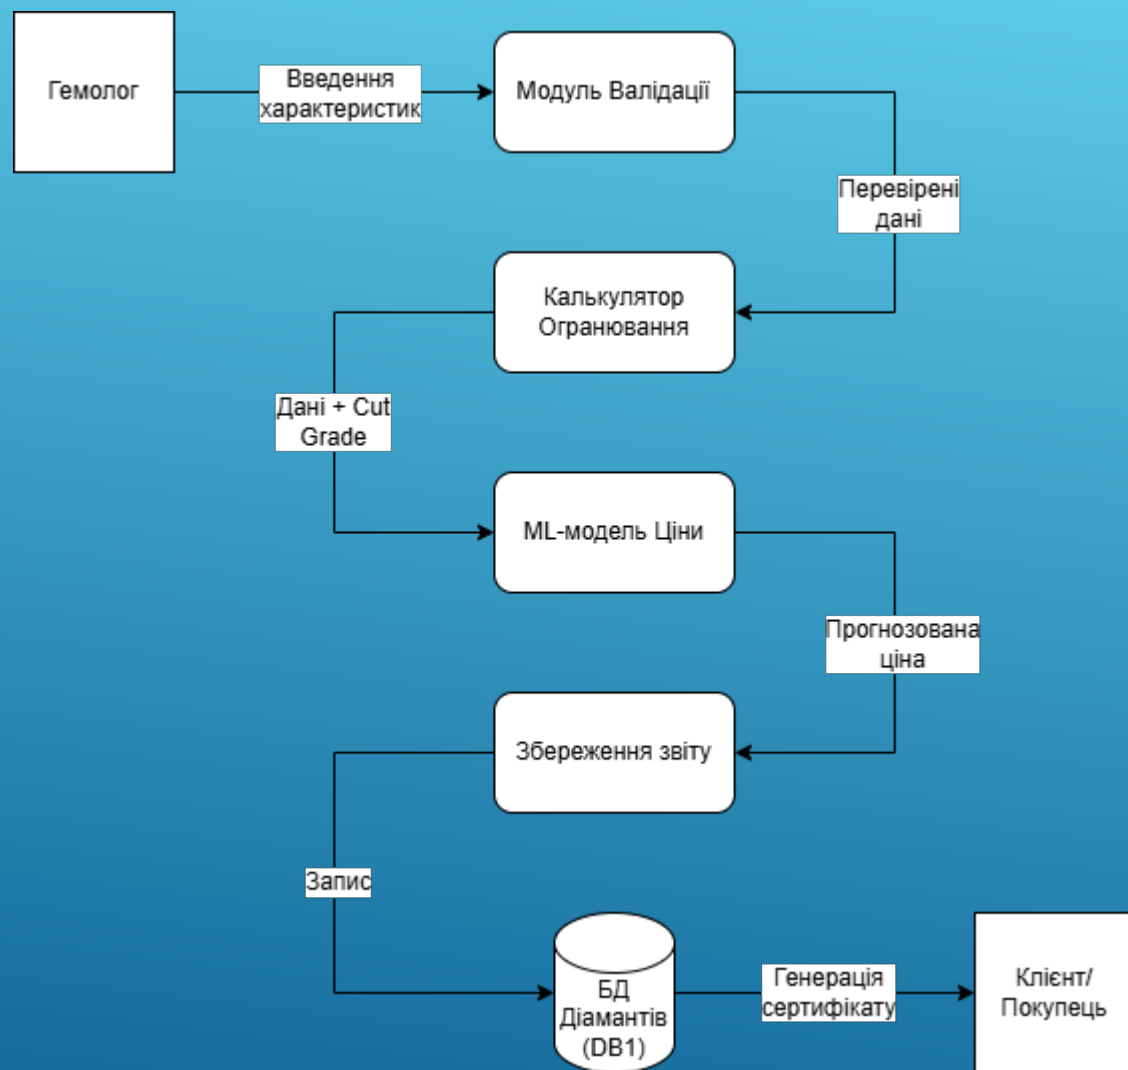 Гемолог
Введення
характеристик
Модуль Валідації
Перевірені
дані
Калькулятор
Огранювання
Дані + Cut
Grade
ML-модель Ціни
Прогнозована
ціна
Збереження звіту
Запис
БД
Діамантів
(DB1)
Генерація
сертифікату
Клієнт/
Покупець